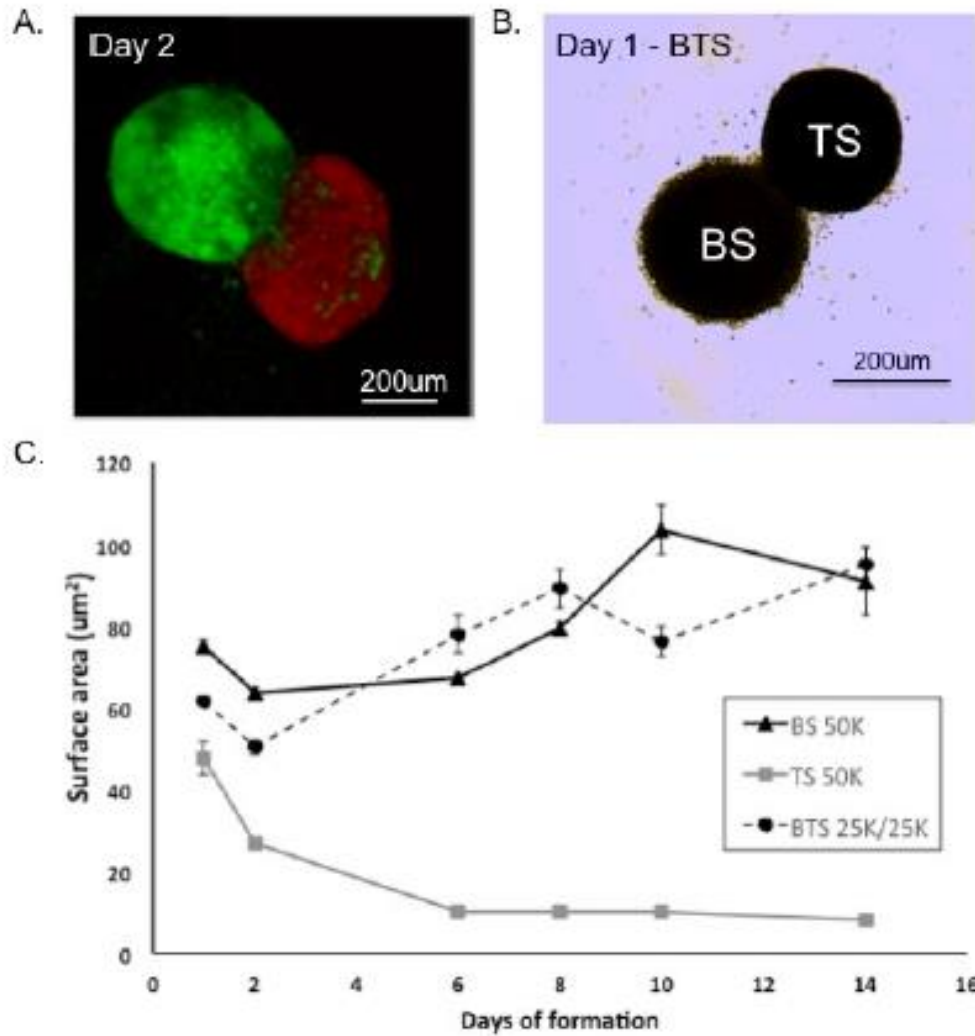 A.
Day 2
200um
B.
Day 1 - BTS
TS
BS
200um
C.
120
100
80
60
40
20
0
Surface area (um²)
BS 50K
TS 50K
BTS 25K/25K
0 2 4 6 8 10 12 14 16
Days of formation